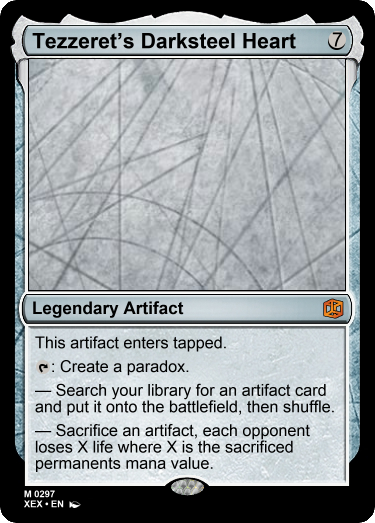 Tezzeret's Darksteel Heart 7
Legendary Artifact
This artifact enters tapped.
: Create a paradox.
— Search your library for an artifact card
and put it onto the battlefield, then shuffle.
— Sacrifice an artifact, each opponent
loses X life where X is the sacrificed
permanents mana value.
M 0297
XEX • EN